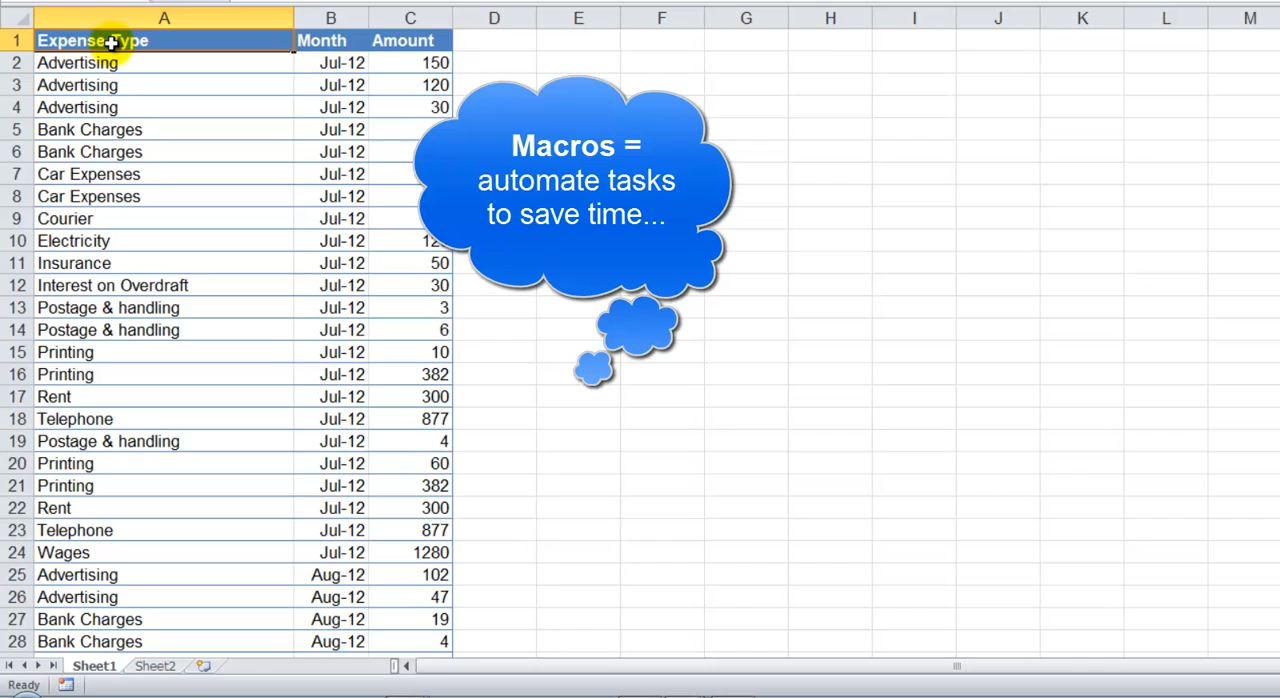 A B C D E F G H I J K L M
1 Expense Type Month Amount
2 Advertising Jul-12 150
3 Advertising Jul-12 120
4 Advertising Jul-12 30
5 Bank Charges Jul-12
6 Bank Charges Jul-12
7 Car Expenses Jul-12
8 Car Expenses Jul-12
9 Courier Jul-12
10 Electricity Jul-12
11 Insurance Jul-12 50
12 Interest on Overdraft Jul-12 30
13 Postage & handling Jul-12 3
14 Postage & handling Jul-12 6
15 Printing Jul-12 10
16 Printing Jul-12 382
17 Rent Jul-12 300
18 Telephone Jul-12 877
19 Postage & handling Jul-12 4
20 Printing Jul-12 60
21 Printing Jul-12 382
22 Rent Jul-12 300
23 Telephone Jul-12 877
24 Wages Jul-12 1280
25 Advertising Aug-12 102
26 Advertising Aug-12 47
27 Bank Charges Aug-12 19
28 Bank Charges Aug-12 4
Macros =
automate tasks
to save time...
Sheet1 Sheet2
Ready